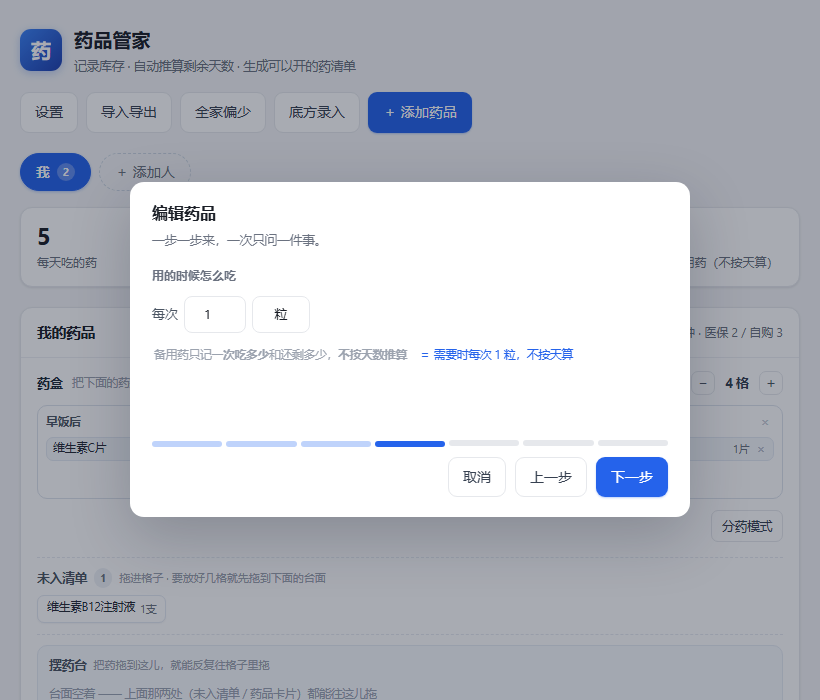 药
药品管家
记录库存 · 自动推算剩余天数 · 生成可以开的药清单
设置
导入导出
全家偏少
底方录入
+ 添加药品
我 2
+ 添加人
5
每天吃的药
用药（不按天算）
编辑药品
一步一步来，一次只问一件事。
用的时候怎么吃
每次 1 粒
备用药只记一次吃多少和还剩多少，不按天数推算 = 需要时每次 1 粒，不按天算
取消
上一步
下一步
我的药品
· 医保 2 / 自购 3
药盒 把下面的药
− 4 格 +
早饭后 ×
维生素C片
1片 ×
分药模式
未入清单 1 拖进格子 · 要放好几格就先拖到下面的台面
维生素B12注射液 1支
摆药台 把药拖到这儿，就能反复往格子里拖
台面空着 —— 上面那两处（未入清单 / 药品卡片）都能往这儿拖